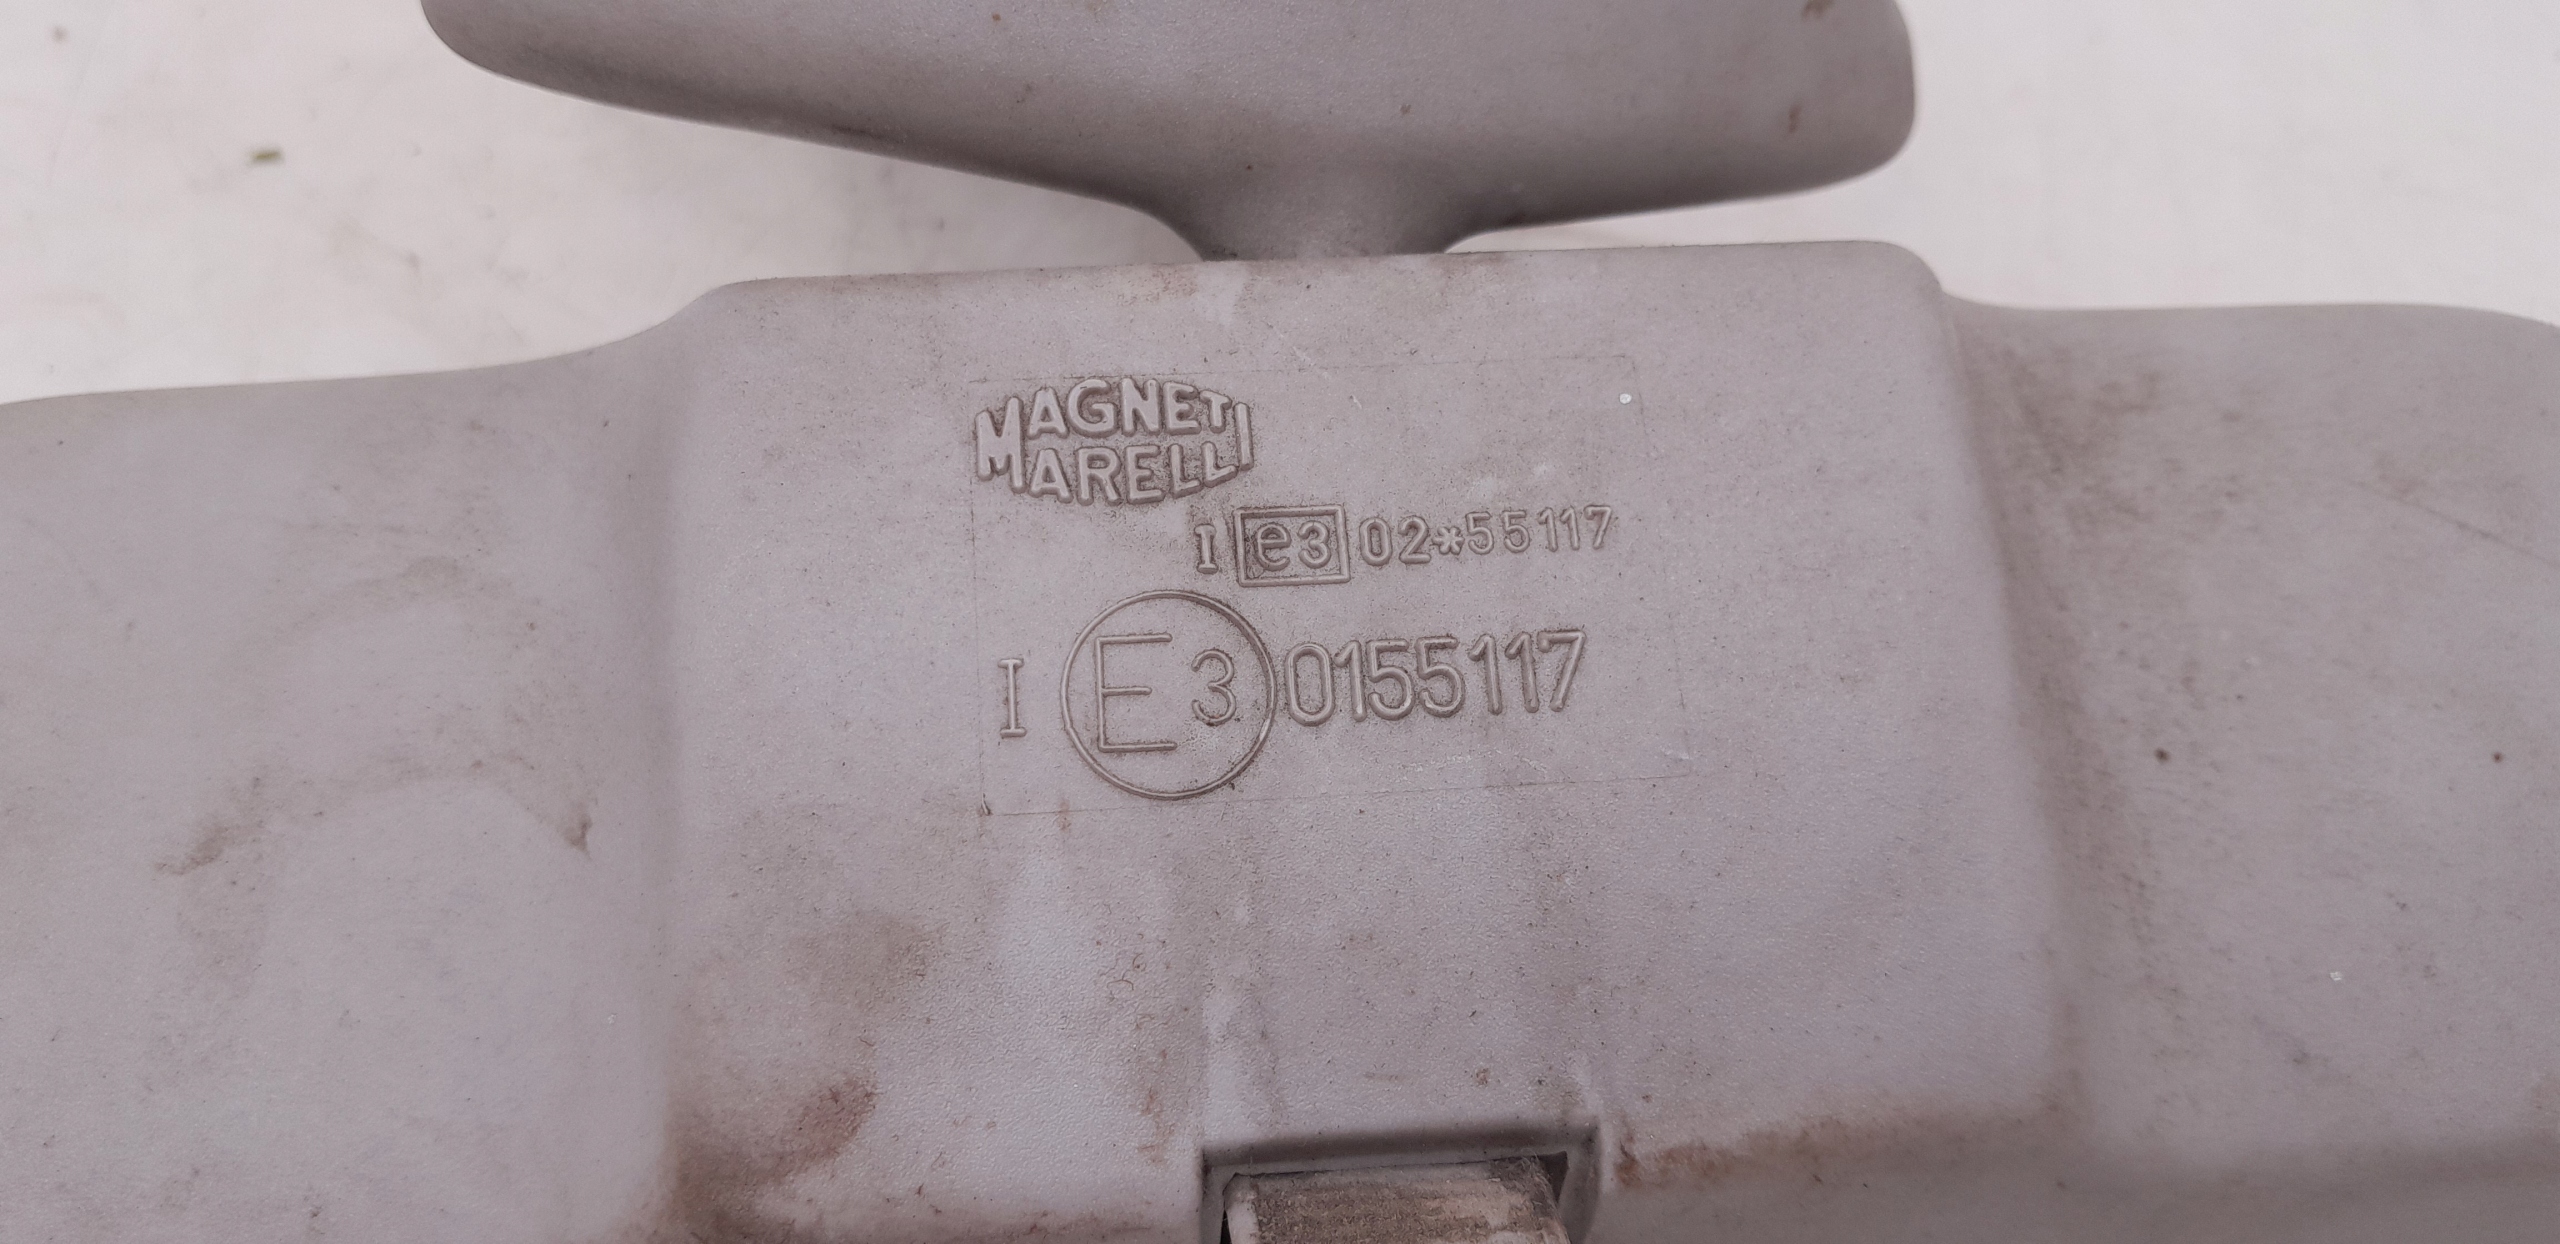 MAGNETI
MARELLI
I e3 02*55117
I E3 0155117